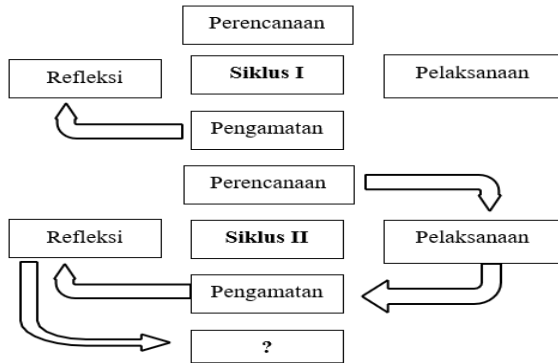 Perencanaan
Refleksi
Siklus I
Pelaksanaan
Pengamatan
Perencanaan
Refleksi
Siklus II
Pelaksanaan
Pengamatan
?